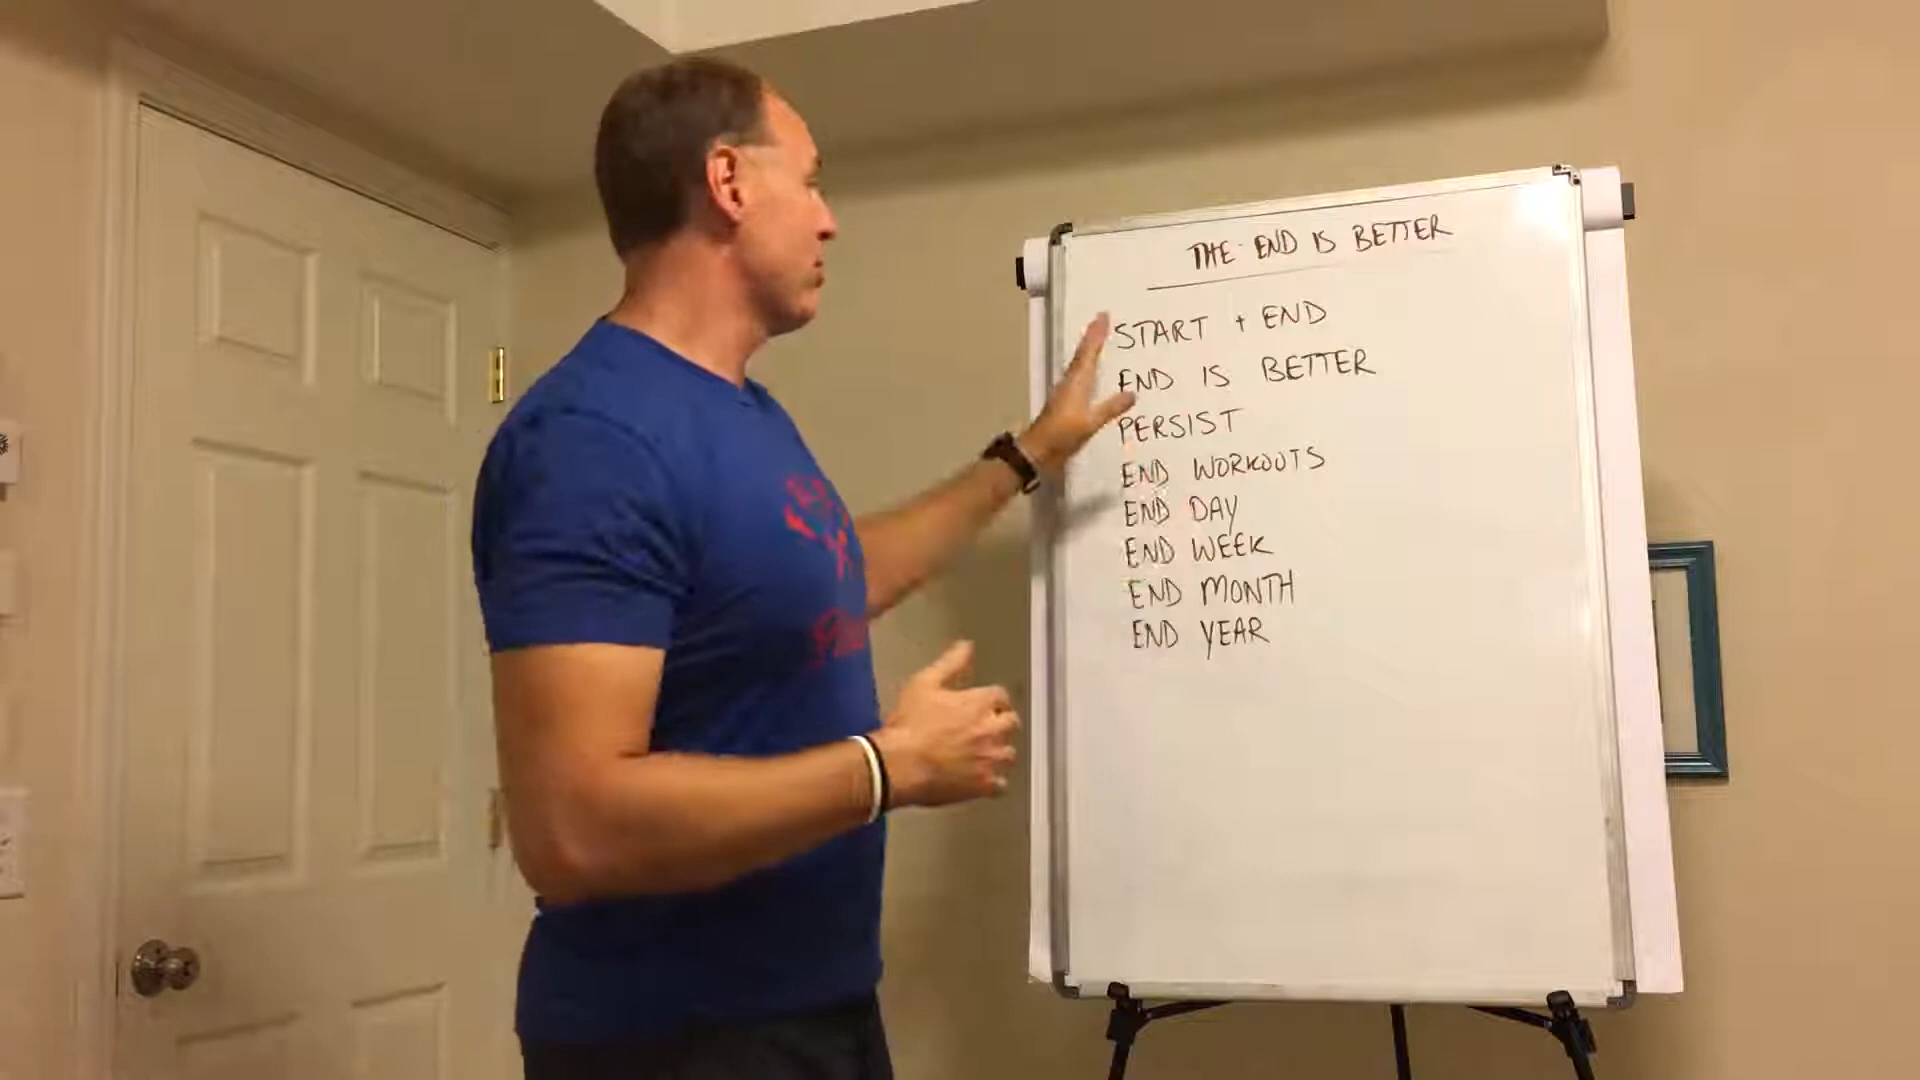 THE END IS BETTER
START + END
END IS BETTER
PERSIST
END WORKOUTS
END DAY
END WEEK
END MONTH
END YEAR